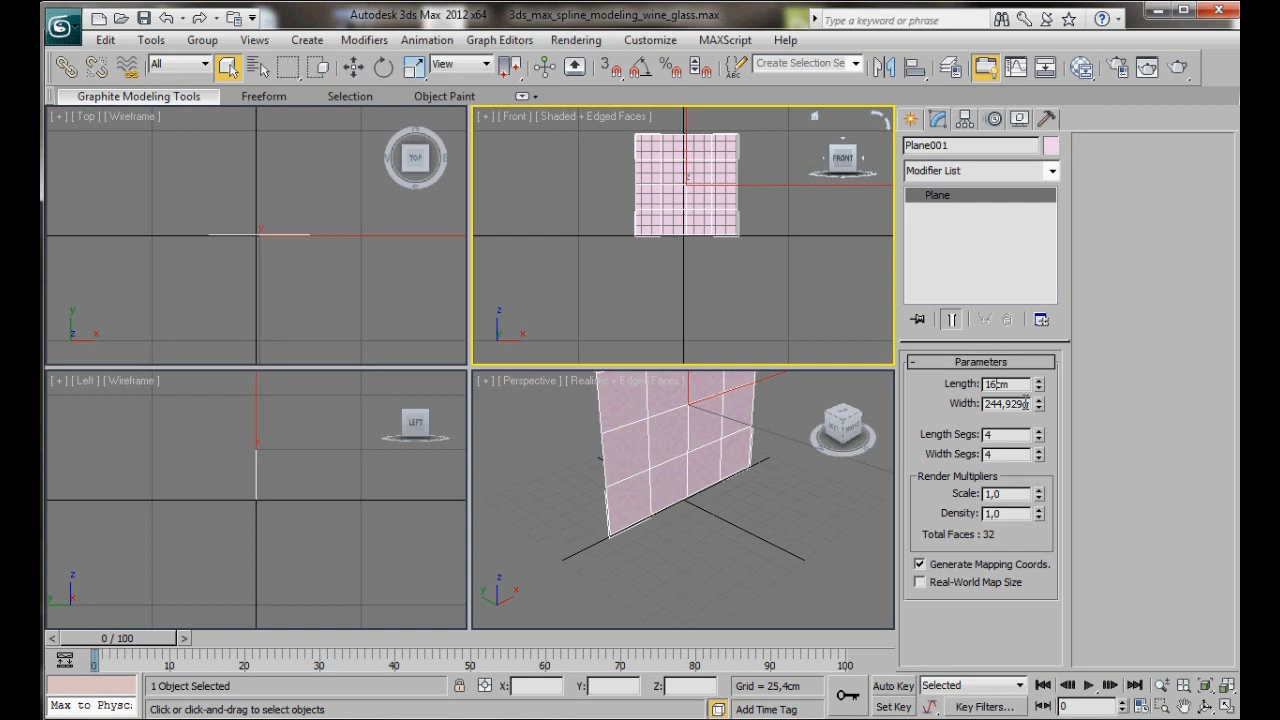 Autodesk 3ds Max 2012 x64 3ds_max_spline_modeling_wine_glass.max
Type a keyword or phrase
Edit Tools Group Views Create Modifiers Animation Graph Editors Rendering Customize MAXScript Help
All View 3 Create Selection Se
Graphite Modeling Tools Freeform Selection Object Paint
[ + ] [ Top ] [ Wireframe ]
TOP
[ + ] [ Front ] [ Shaded + Edged Faces ]
FRONT
Plane001
Modifier List
Plane
[ + ] [ Left ] [ Wireframe ]
LEFT
[ + ] [ Perspective ] [ Realistic + Edged Faces ]
Parameters
Length: 16cm
Width: 244,929
Length Segs: 4
Width Segs: 4
Render Multipliers
Scale: 1,0
Density: 1,0
Total Faces : 32
Generate Mapping Coords.
Real-World Map Size
0 / 100
0 10 20 30 40 50 60 70 80 90 100
1 Object Selected X: Y: Z: Grid = 25,4cm Auto Key Selected
Max to Physc: Click or click-and-drag to select objects Add Time Tag Set Key Key Filters... 0